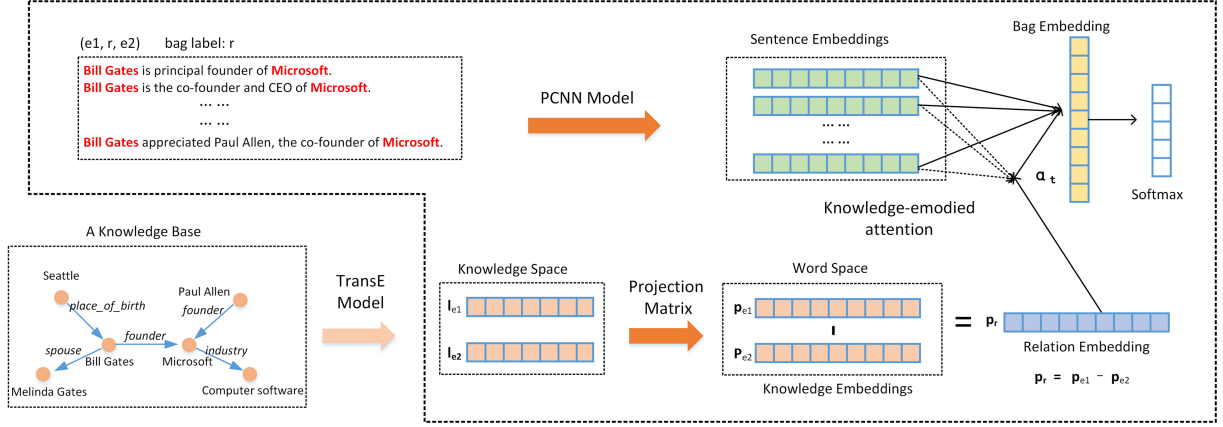 (e1, r, e2) bag label: r
Bill Gates is principal founder of Microsoft.
Bill Gates is the co-founder and CEO of Microsoft.
... ...
... ...
Bill Gates appreciated Paul Allen, the co-founder of Microsoft.
PCNN Model
Sentence Embeddings
... ...
... ...
Bag Embedding
α t
Softmax
Knowledge-emodied
attention
A Knowledge Base
Seattle
place_of_birth
Paul Allen
founder
founder
spouse
Bill Gates
Microsoft
industry
Melinda Gates
Computer software
TransE
Model
Knowledge Space
l e1
l e2
Projection
Matrix
Word Space
p e1
-
P e2
Knowledge Embeddings
= p r
Relation Embedding
p r = p e1 - p e2